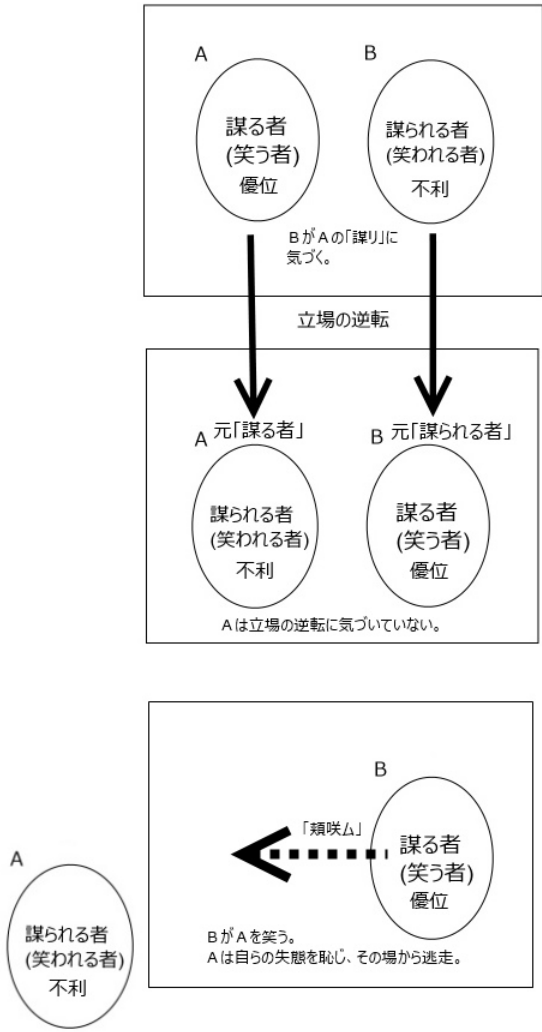 A
B
謀る者
(笑う者)
優位
謀られる者
(笑われる者)
不利
BがAの「謀り」に
気づく。
立場の逆転
A 元「謀る者」
B 元「謀られる者」
謀られる者
(笑われる者)
不利
謀る者
(笑う者)
優位
Aは立場の逆転に気づいていない。
B
「頬咲ム」
謀る者
(笑う者)
優位
A
謀られる者
(笑われる者)
不利
BがAを笑う。
Aは自らの失態を恥じ、その場から逃走。